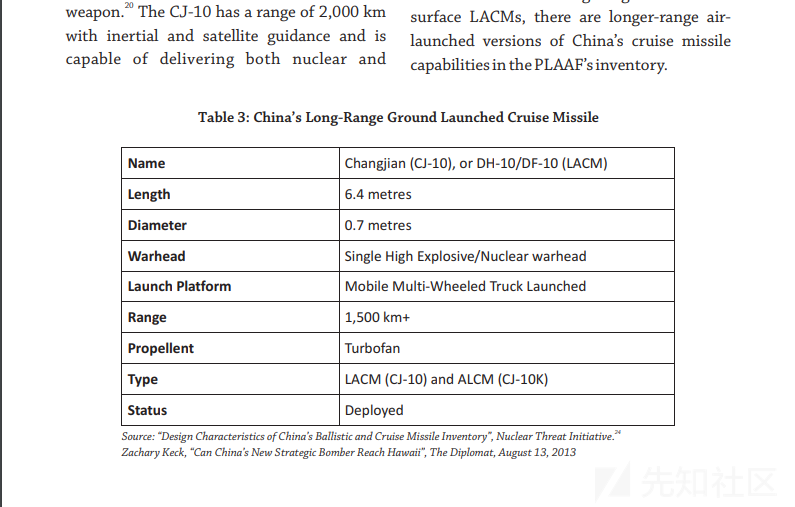 weapon.20 The CJ-10 has a range of 2,000 km
with inertial and satellite guidance and is
capable of delivering both nuclear and
surface LACMs, there are longer-range air-
launched versions of China's cruise missile
capabilities in the PLAAF's inventory.
Table 3: China's Long-Range Ground Launched Cruise Missile
Name Changjian (CJ-10), or DH-10/DF-10 (LACM)
Length 6.4 metres
Diameter 0.7 metres
Warhead Single High Explosive/Nuclear warhead
Launch Platform Mobile Multi-Wheeled Truck Launched
Range 1,500 km+
Propellent Turbofan
Type LACM (CJ-10) and ALCM (CJ-10K)
Status Deployed
Source: "Design Characteristics of China's Ballistic and Cruise Missile Inventory", Nuclear Threat Initiative.24
Zachary Keck, "Can China's New Strategic Bomber Reach Hawaii", The Diplomat, August 13, 2013
先知社区